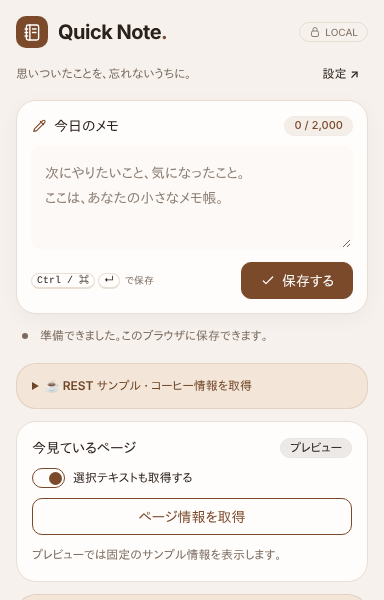 Quick Note.
LOCAL
思いついたことを、忘れないうちに。
設定 ↗
今日のメモ
0 / 2,000
次にやりたいこと、気になったこと。
ここは、あなたの小さなメモ帳。
Ctrl / ⌘ ↵ で保存
保存する
準備できました。このブラウザに保存できます。
▶ ☕ REST サンプル · コーヒー情報を取得
今見ているページ
プレビュー
選択テキストも取得する
ページ情報を取得
プレビューでは固定のサンプル情報を表示します。